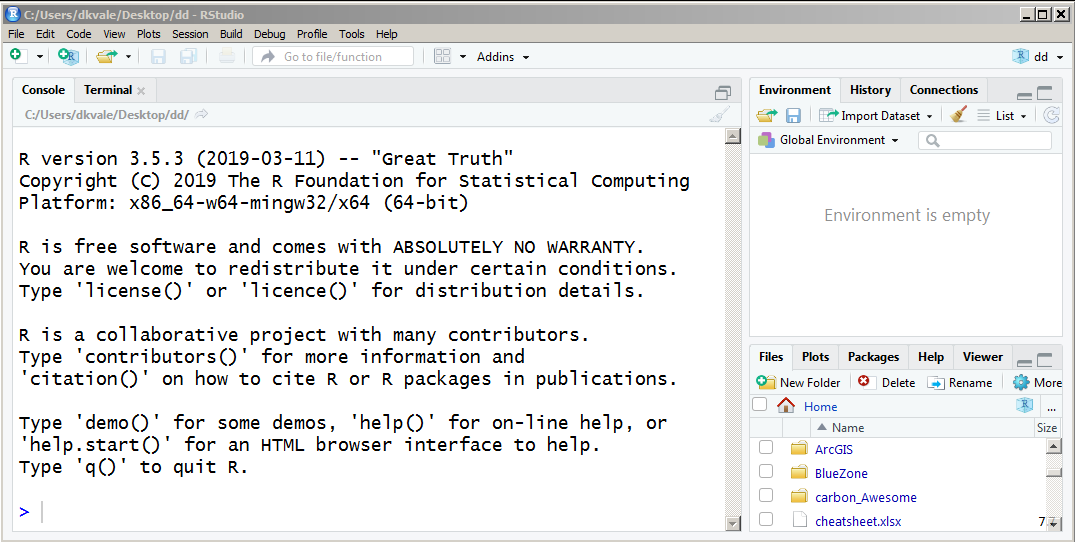 C:/Users/dkvale/Desktop/dd - RStudio
File Edit Code View Plots Session Build Debug Profile Tools Help
Go to file/function Addins dd
Console Terminal
C:/Users/dkvale/Desktop/dd/
R version 3.5.3 (2019-03-11) -- "Great Truth"
Copyright (C) 2019 The R Foundation for Statistical Computing
Platform: x86_64-w64-mingw32/x64 (64-bit)
R is free software and comes with ABSOLUTELY NO WARRANTY.
You are welcome to redistribute it under certain conditions.
Type 'license()' or 'licence()' for distribution details.
R is a collaborative project with many contributors.
Type 'contributors()' for more information and
'citation()' on how to cite R or R packages in publications.
Type 'demo()' for some demos, 'help()' for on-line help, or
'help.start()' for an HTML browser interface to help.
Type 'q()' to quit R.
>
Environment History Connections
Import Dataset List
Global Environment
Environment is empty
Files Plots Packages Help Viewer
New Folder Delete Rename More
Home ...
Name Size
ArcGIS
BlueZone
carbon_Awesome
cheatsheet.xlsx